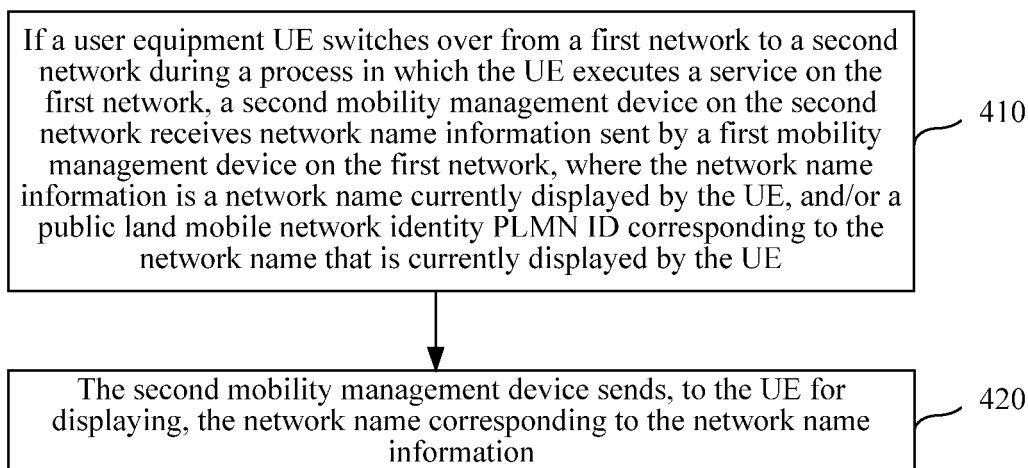 If a user equipment UE switches over from a first network to a second
network during a process in which the UE executes a service on the
first network, a second mobility management device on the second
network receives network name information sent by a first mobility
management device on the first network, where the network name
information is a network name currently displayed by the UE, and/or a
public land mobile network identity PLMN ID corresponding to the
network name that is currently displayed by the UE
410
The second mobility management device sends, to the UE for
displaying, the network name corresponding to the network name
information
420